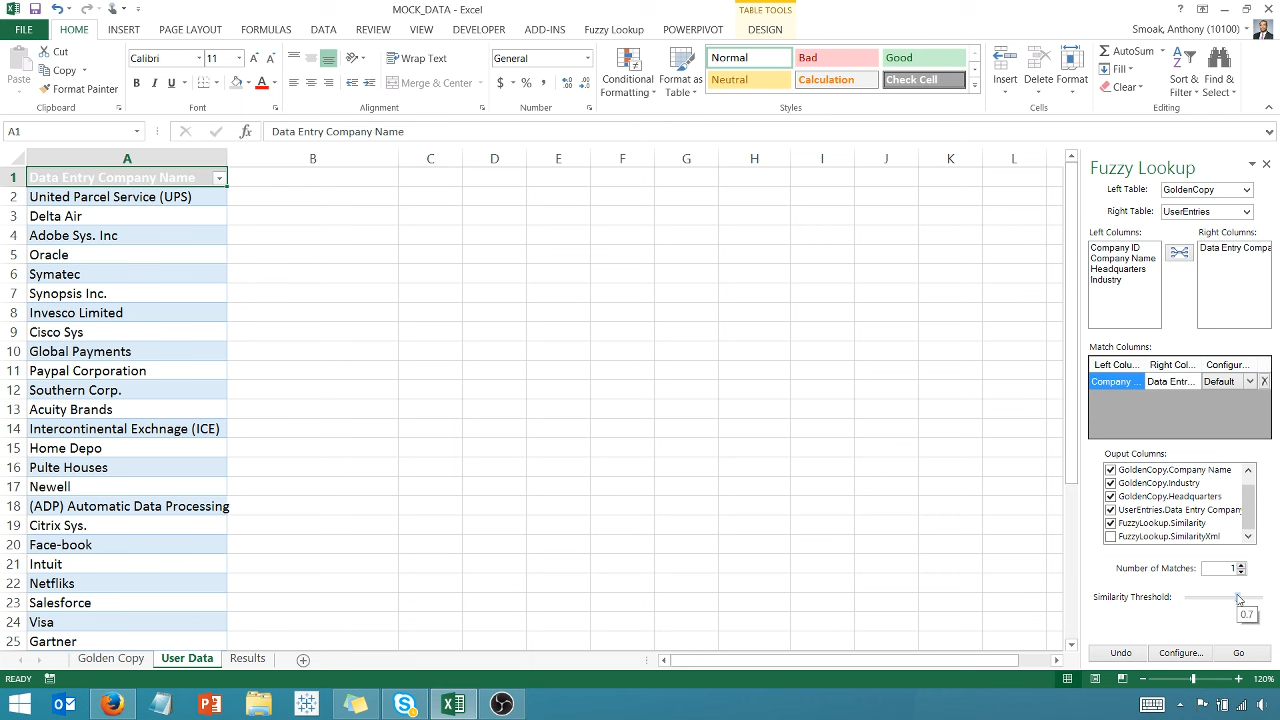 MOCK_DATA - Excel
TABLE TOOLS
FILE HOME INSERT PAGE LAYOUT FORMULAS DATA REVIEW VIEW DEVELOPER ADD-INS Fuzzy Lookup POWERPIVOT DESIGN Smoak, Anthony (10100)
Paste
Cut
Copy
Format Painter
Clipboard
Calibri 11
B I U
Font
Wrap Text
Merge & Center
Alignment
General
$ % ,
Number
Conditional Formatting
Format as Table
Normal Bad Good
Neutral Calculation Check Cell
Styles
Insert Delete Format
Cells
AutoSum
Fill
Clear
Sort & Filter
Find & Select
Editing
A1 fx Data Entry Company Name
A B C D E F G H I J K L
1 Data Entry Company Name
2 United Parcel Service (UPS)
3 Delta Air
4 Adobe Sys. Inc
5 Oracle
6 Symatec
7 Synopsis Inc.
8 Invesco Limited
9 Cisco Sys
10 Global Payments
11 Paypal Corporation
12 Southern Corp.
13 Acuity Brands
14 Intercontinental Exchnage (ICE)
15 Home Depo
16 Pulte Houses
17 Newell
18 (ADP) Automatic Data Processing
19 Citrix Sys.
20 Face-book
21 Intuit
22 Netfliks
23 Salesforce
24 Visa
25 Gartner
Fuzzy Lookup
Left Table: GoldenCopy
Right Table: UserEntries
Left Columns: Right Columns:
Company ID
Company Name
Headquarters
Industry
Data Entry Compa
Match Columns:
Left Colu... Right Col... Configur...
Company ... Data Entr... Default X
Ouput Columns:
GoldenCopy.Company Name
GoldenCopy.Industry
GoldenCopy.Headquarters
UserEntries.Data Entry Company
FuzzyLookup.Similarity
FuzzyLookup.SimilarityXml
Number of Matches: 1
Similarity Threshold:
0.7
Undo Configure... Go
Golden Copy User Data Results
READY 120%